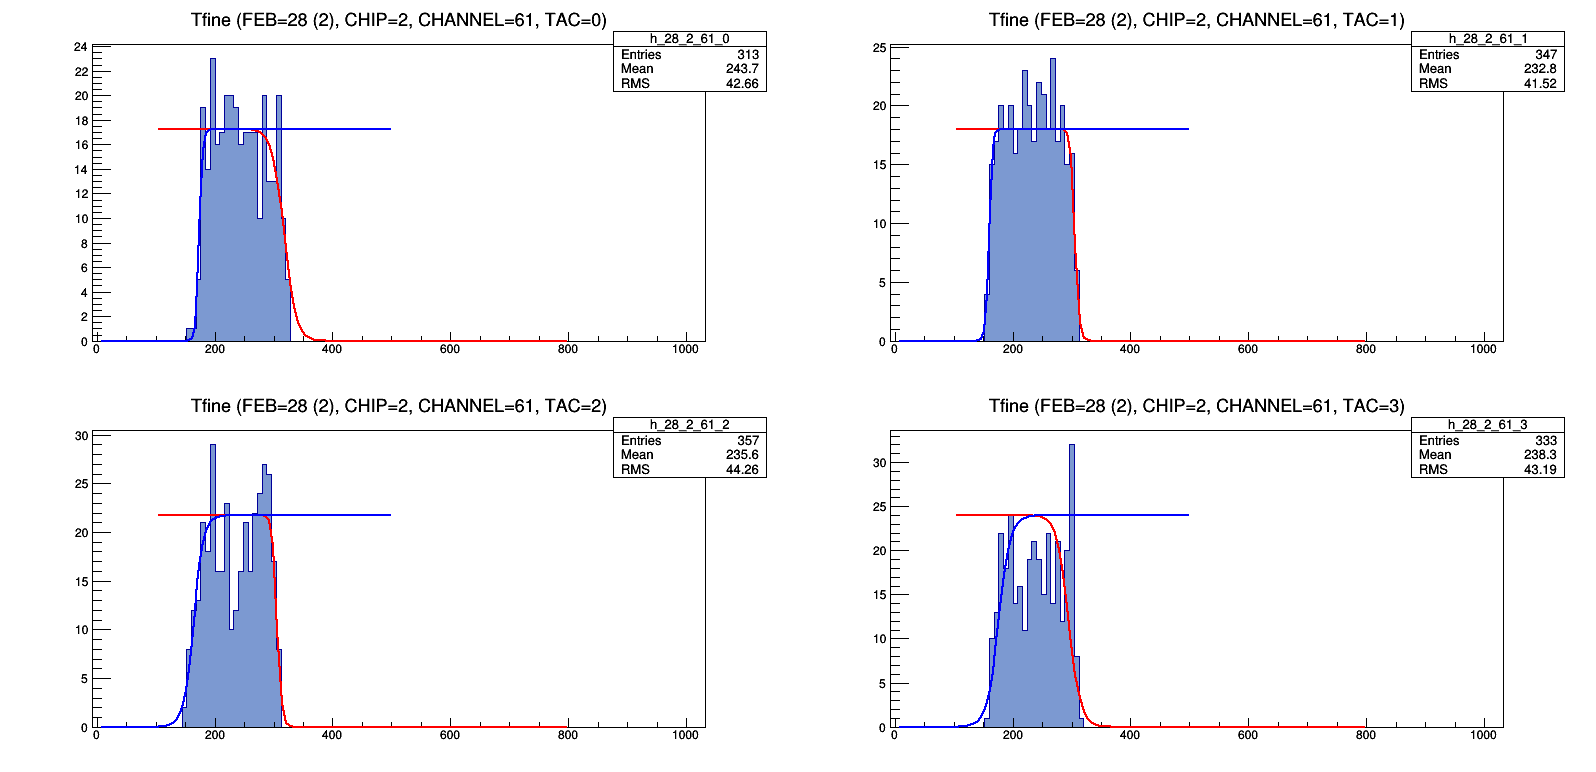 Tfine (FEB=28 (2), CHIP=2, CHANNEL=61, TAC=0)
h_28_2_61_0
Entries 313
Mean 243.7
RMS 42.66
24
22
20
18
16
14
12
10
8
6
4
2
0
0 200 400 600 800 1000
Tfine (FEB=28 (2), CHIP=2, CHANNEL=61, TAC=1)
h_28_2_61_1
Entries 347
Mean 232.8
RMS 41.52
25
20
15
10
5
0
0 200 400 600 800 1000
Tfine (FEB=28 (2), CHIP=2, CHANNEL=61, TAC=2)
h_28_2_61_2
Entries 357
Mean 235.6
RMS 44.26
30
25
20
15
10
5
0
0 200 400 600 800 1000
Tfine (FEB=28 (2), CHIP=2, CHANNEL=61, TAC=3)
h_28_2_61_3
Entries 333
Mean 238.3
RMS 43.19
30
25
20
15
10
5
0
0 200 400 600 800 1000